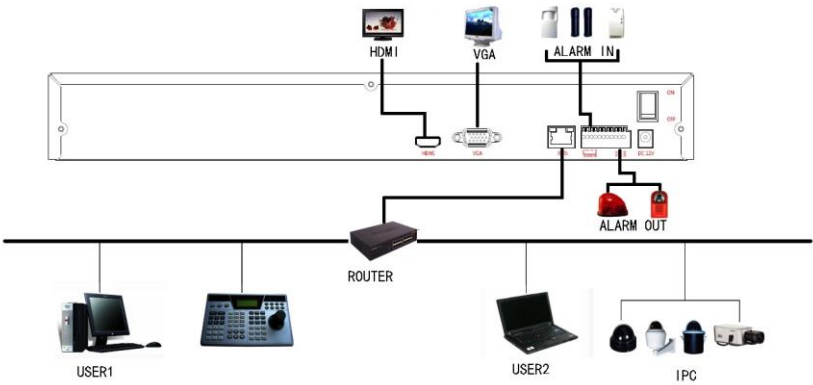 HDMI
VGA
ALARM IN
ON
OFF
HDMI
VGA
DC 12V
ALARM OUT
ROUTER
USER1
USER2
IPC